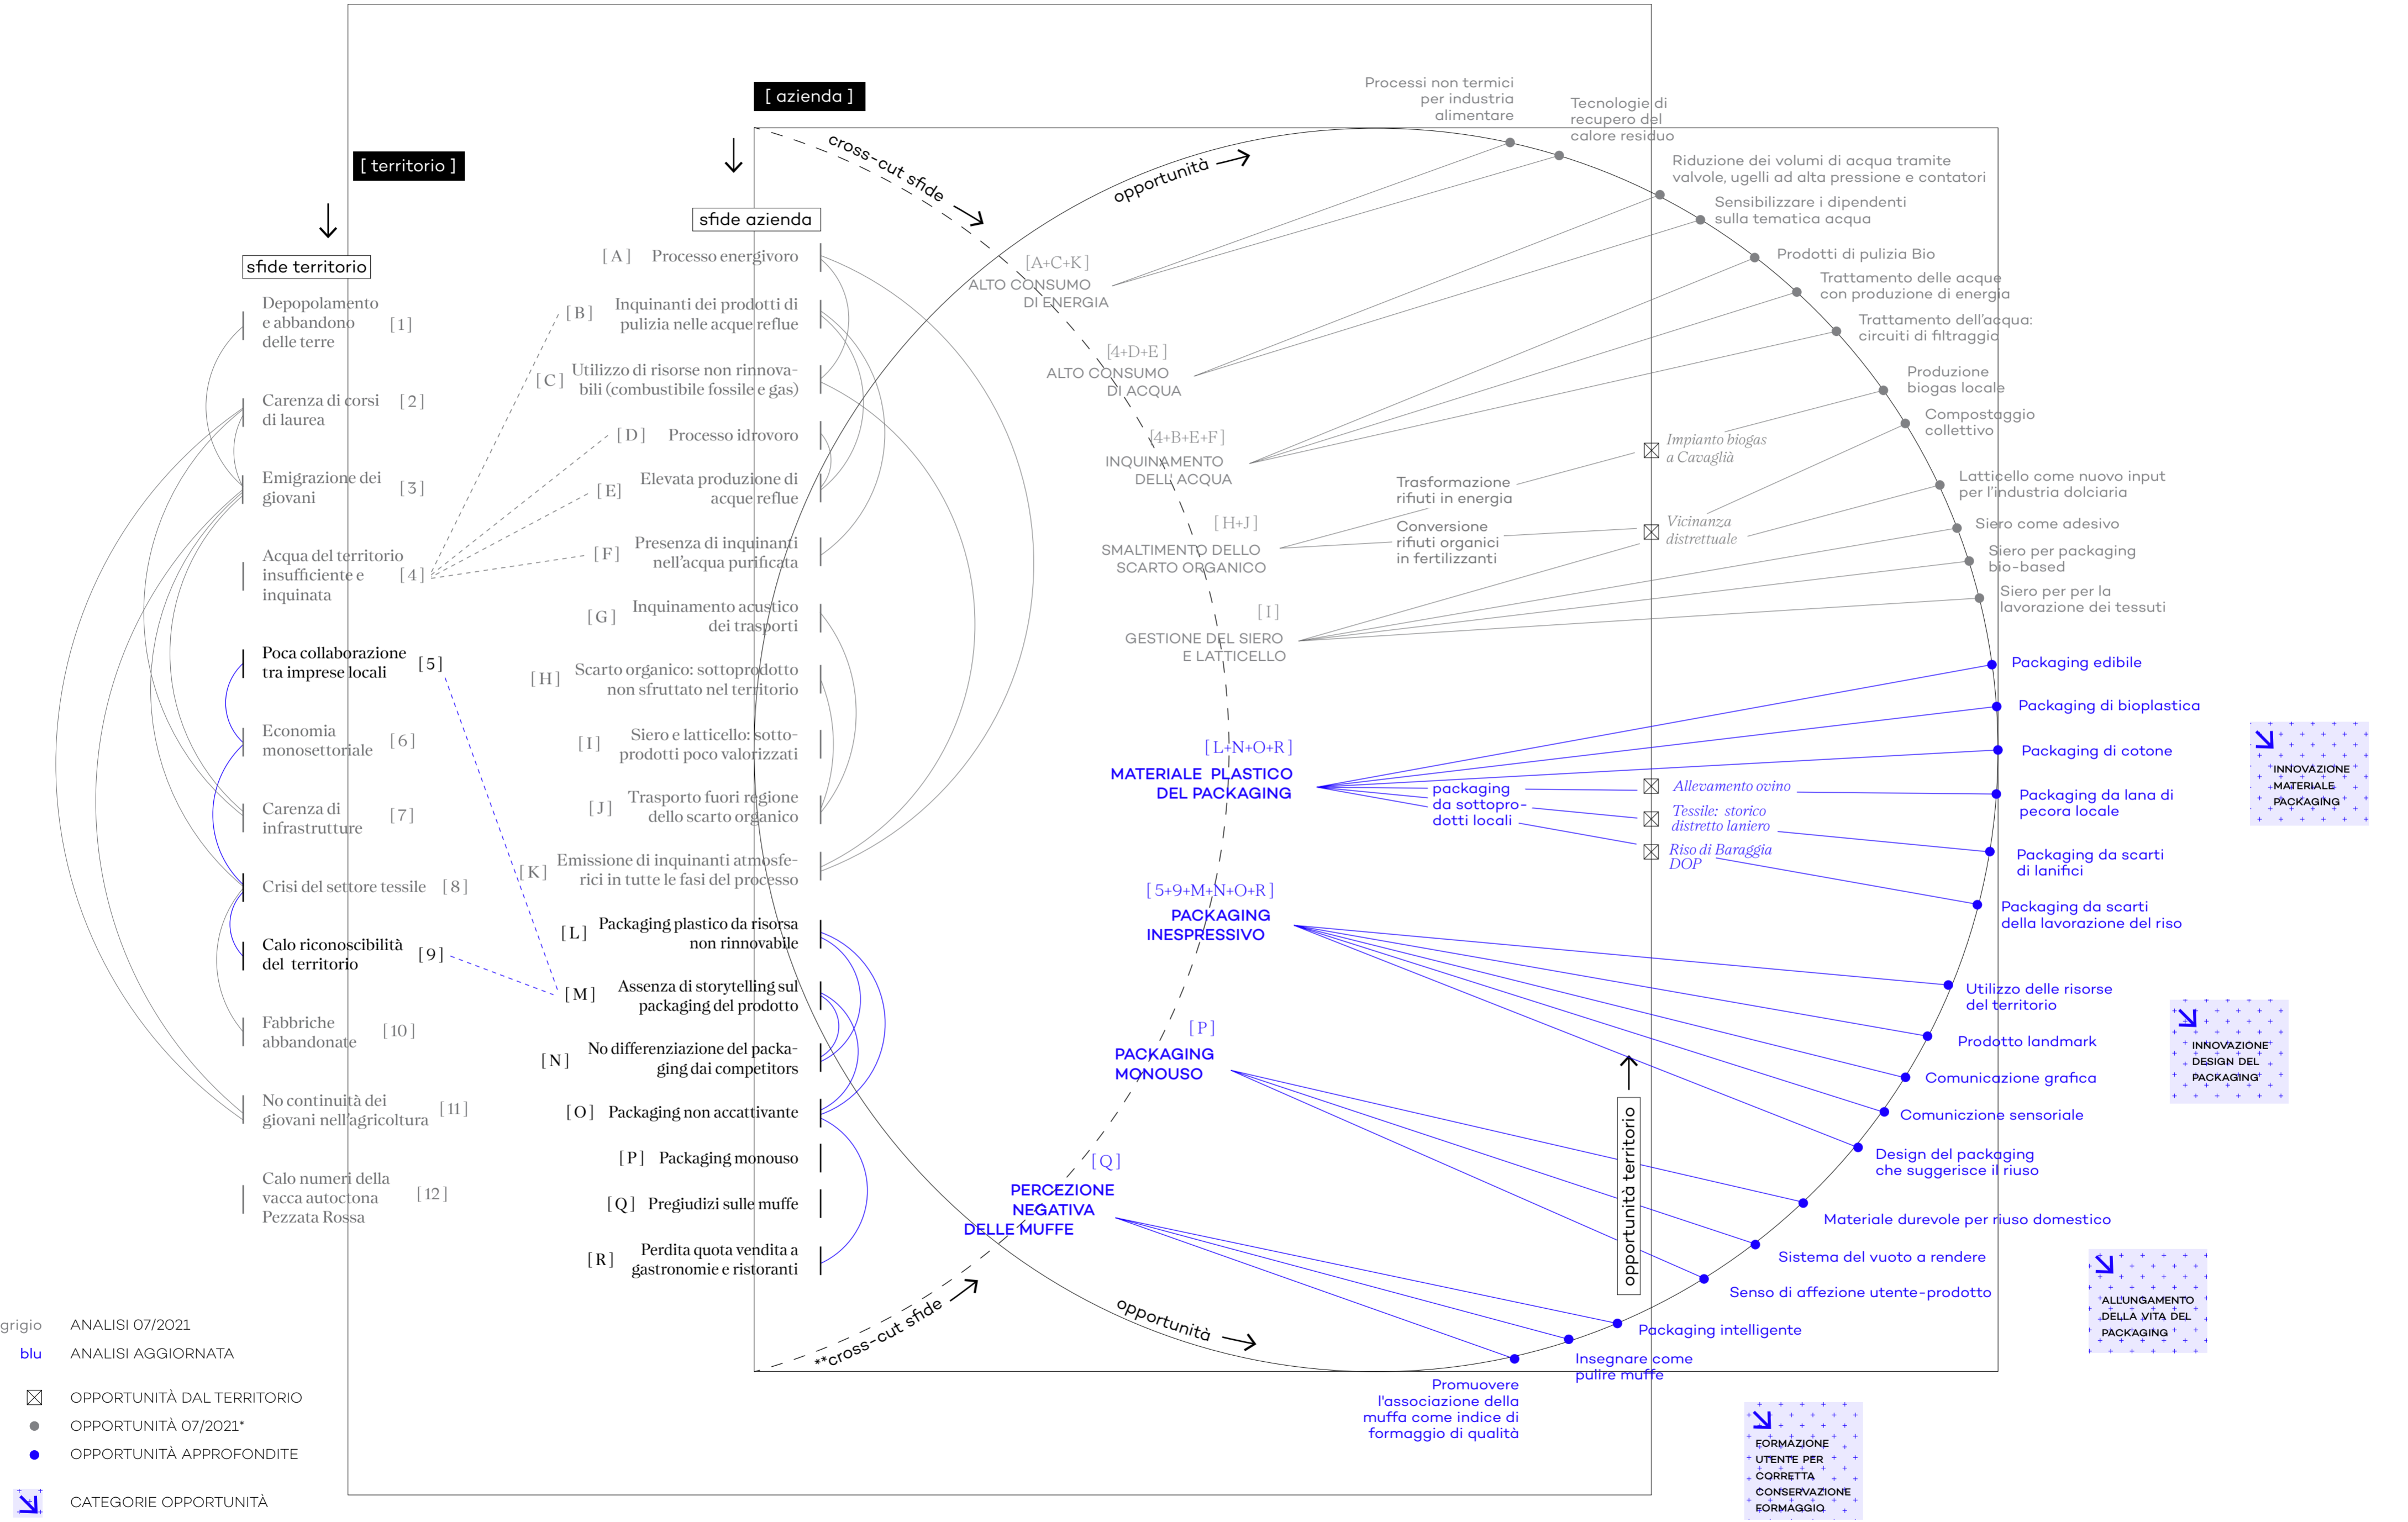 [ azienda ]
[ territorio ]
sfide azienda
sfide territorio
cross-cut sfide
opportunità
Depopolamento
e abbandono
delle terre
[ 1 ]
Carenza di corsi
di laurea
[ 2 ]
Emigrazione dei
giovani
[ 3 ]
Acqua del territorio
insufficiente e
inquinata
[ 4 ]
Poca collaborazione
tra imprese locali
[ 5 ]
Economia
monosettoriale
[ 6 ]
Carenza di
infrastrutture
[ 7 ]
Crisi del settore tessile
[ 8 ]
Calo riconoscibilità
del territorio
[ 9 ]
Fabbriche
abbandonate
[ 10 ]
No continuità dei
giovani nell'agricoltura
[ 11 ]
Calo numeri della
vacca autoctona
Pezzata Rossa
[ 12 ]
[ A ] Processo energivoro
[ B ] Inquinanti dei prodotti di
pulizia nelle acque reflue
[ C ] Utilizzo di risorse non rinnova-
bili (combustibile fossile e gas)
[ D ] Processo idrovoro
[ E ] Elevata produzione di
acque reflue
[ F ] Presenza di inquinanti
nell'acqua purificata
[ G ] Inquinamento acustico
dei trasporti
[ H ] Scarto organico: sottoprodotto
non sfruttato nel territorio
[ I ] Siero e latticello: sotto-
prodotti poco valorizzati
[ J ] Trasporto fuori regione
dello scarto organico
[ K ] Emissione di inquinanti atmosfe-
rici in tutte le fasi del processo
[ L ] Packaging plastico da risorsa
non rinnovabile
[ M ] Assenza di storytelling sul
packaging del prodotto
[ N ] No differenziazione del packa-
ging dai competitors
[ O ] Packaging non accattivante
[ P ] Packaging monouso
[ Q ] Pregiudizi sulle muffe
[ R ] Perdita quota vendita a
gastronomie e ristoranti
[A+C+K ]
ALTO CONSUMO
DI ENERGIA
[4+D+E ]
ALTO CONSUMO
DI ACQUA
[4+B+E+F]
INQUINAMENTO
DELL ACQUA
[ H+J ]
SMALTIMENTO DELLO
SCARTO ORGANICO
[ I ]
GESTIONE DEL SIERO
E LATTICELLO
[ L+N+O+R ]
MATERIALE PLASTICO
DEL PACKAGING
[ 5+9+M+N+O+R ]
PACKAGING
INESPRESSIVO
[ P ]
PACKAGING
MONOUSO
[ Q ]
PERCEZIONE
NEGATIVA
DELLE MUFFE
**cross-cut sfide
opportunità
Trasformazione
rifiuti in energia
Conversione
rifiuti organici
in fertilizzanti
packaging
da sottopro-
dotti locali
Impianto biogas
a Cavaglià
Vicinanza
distrettuale
Allevamento ovino
Tessile: storico
distretto laniero
Riso di Baraggia
DOP
opportunità territorio
Processi non termici
per industria
alimentare
Tecnologie di
recupero del
calore residuo
Riduzione dei volumi di acqua tramite
valvole, ugelli ad alta pressione e contatori
Sensibilizzare i dipendenti
sulla tematica acqua
Prodotti di pulizia Bio
Trattamento delle acque
con produzione di energia
Trattamento dell'acqua:
circuiti di filtraggio
Produzione
biogas locale
Compostaggio
collettivo
Latticello come nuovo input
per l'industria dolciaria
Siero come adesivo
Siero per packaging
bio-based
Siero per per la
lavorazione dei tessuti
Packaging edibile
Packaging di bioplastica
Packaging di cotone
Packaging da lana di
pecora locale
Packaging da scarti
di lanifici
Packaging da scarti
della lavorazione del riso
Utilizzo delle risorse
del territorio
Prodotto landmark
Comunicazione grafica
Comuniczione sensoriale
Design del packaging
che suggerisce il riuso
Materiale durevole per riuso domestico
Sistema del vuoto a rendere
Senso di affezione utente-prodotto
Packaging intelligente
Insegnare come
pulire muffe
Promuovere
l'associazione della
muffa come indice di
formaggio di qualità
INNOVAZIONE
MATERIALE
PACKAGING
INNOVAZIONE
DESIGN DEL
PACKAGING
ALLUNGAMENTO
DELLA VITA DEL
PACKAGING
FORMAZIONE
UTENTE PER
CORRETTA
CONSERVAZIONE
FORMAGGIO
grigio ANALISI 07/2021
blu ANALISI AGGIORNATA
OPPORTUNITÀ DAL TERRITORIO
OPPORTUNITÀ 07/2021*
OPPORTUNITÀ APPROFONDITE
CATEGORIE OPPORTUNITÀ